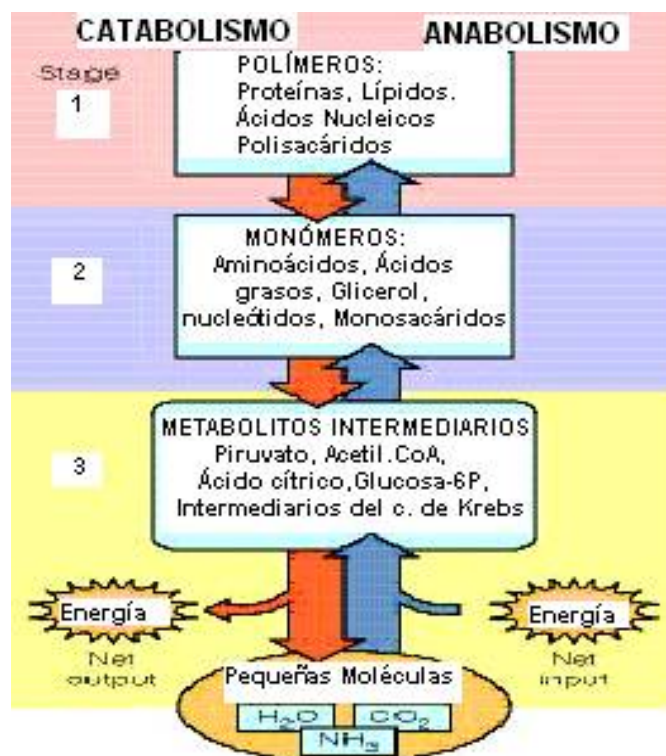 CATABOLISMO
ANABOLISMO
Stage
1
POLÍMEROS:
Proteínas, Lípidos.
Ácidos Nucleicos
Polisacáridos
2
MONÓMEROS:
Aminoácidos, Ácidos
grasos, Glicerol,
nucleótidos, Monosacáridos
3
METABOLITOS INTERMEDIARIOS
Piruvato, Acetil.CoA,
Ácido cítrico,Glucosa-6P,
Intermediarios del c. de Krebs
Energía
Net
output
Energía
Net
input
Pequeñas Moléculas
H₂O
CO₂
NH₃